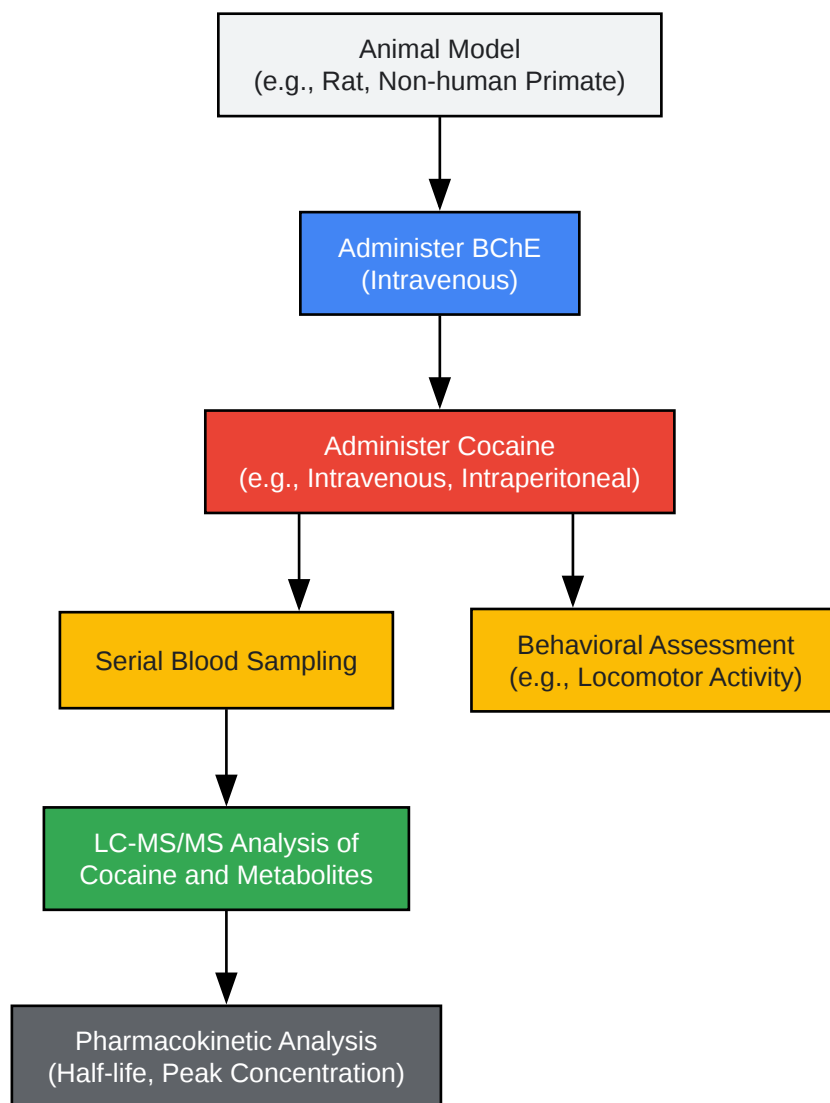 Animal Model
(e.g., Rat, Non-human Primate)
Administer BChE
(Intravenous)
Administer Cocaine
(e.g., Intravenous, Intraperitoneal)
Serial Blood Sampling
Behavioral Assessment
(e.g., Locomotor Activity)
LC-MS/MS Analysis of
Cocaine and Metabolites
Pharmacokinetic Analysis
(Half-life, Peak Concentration)